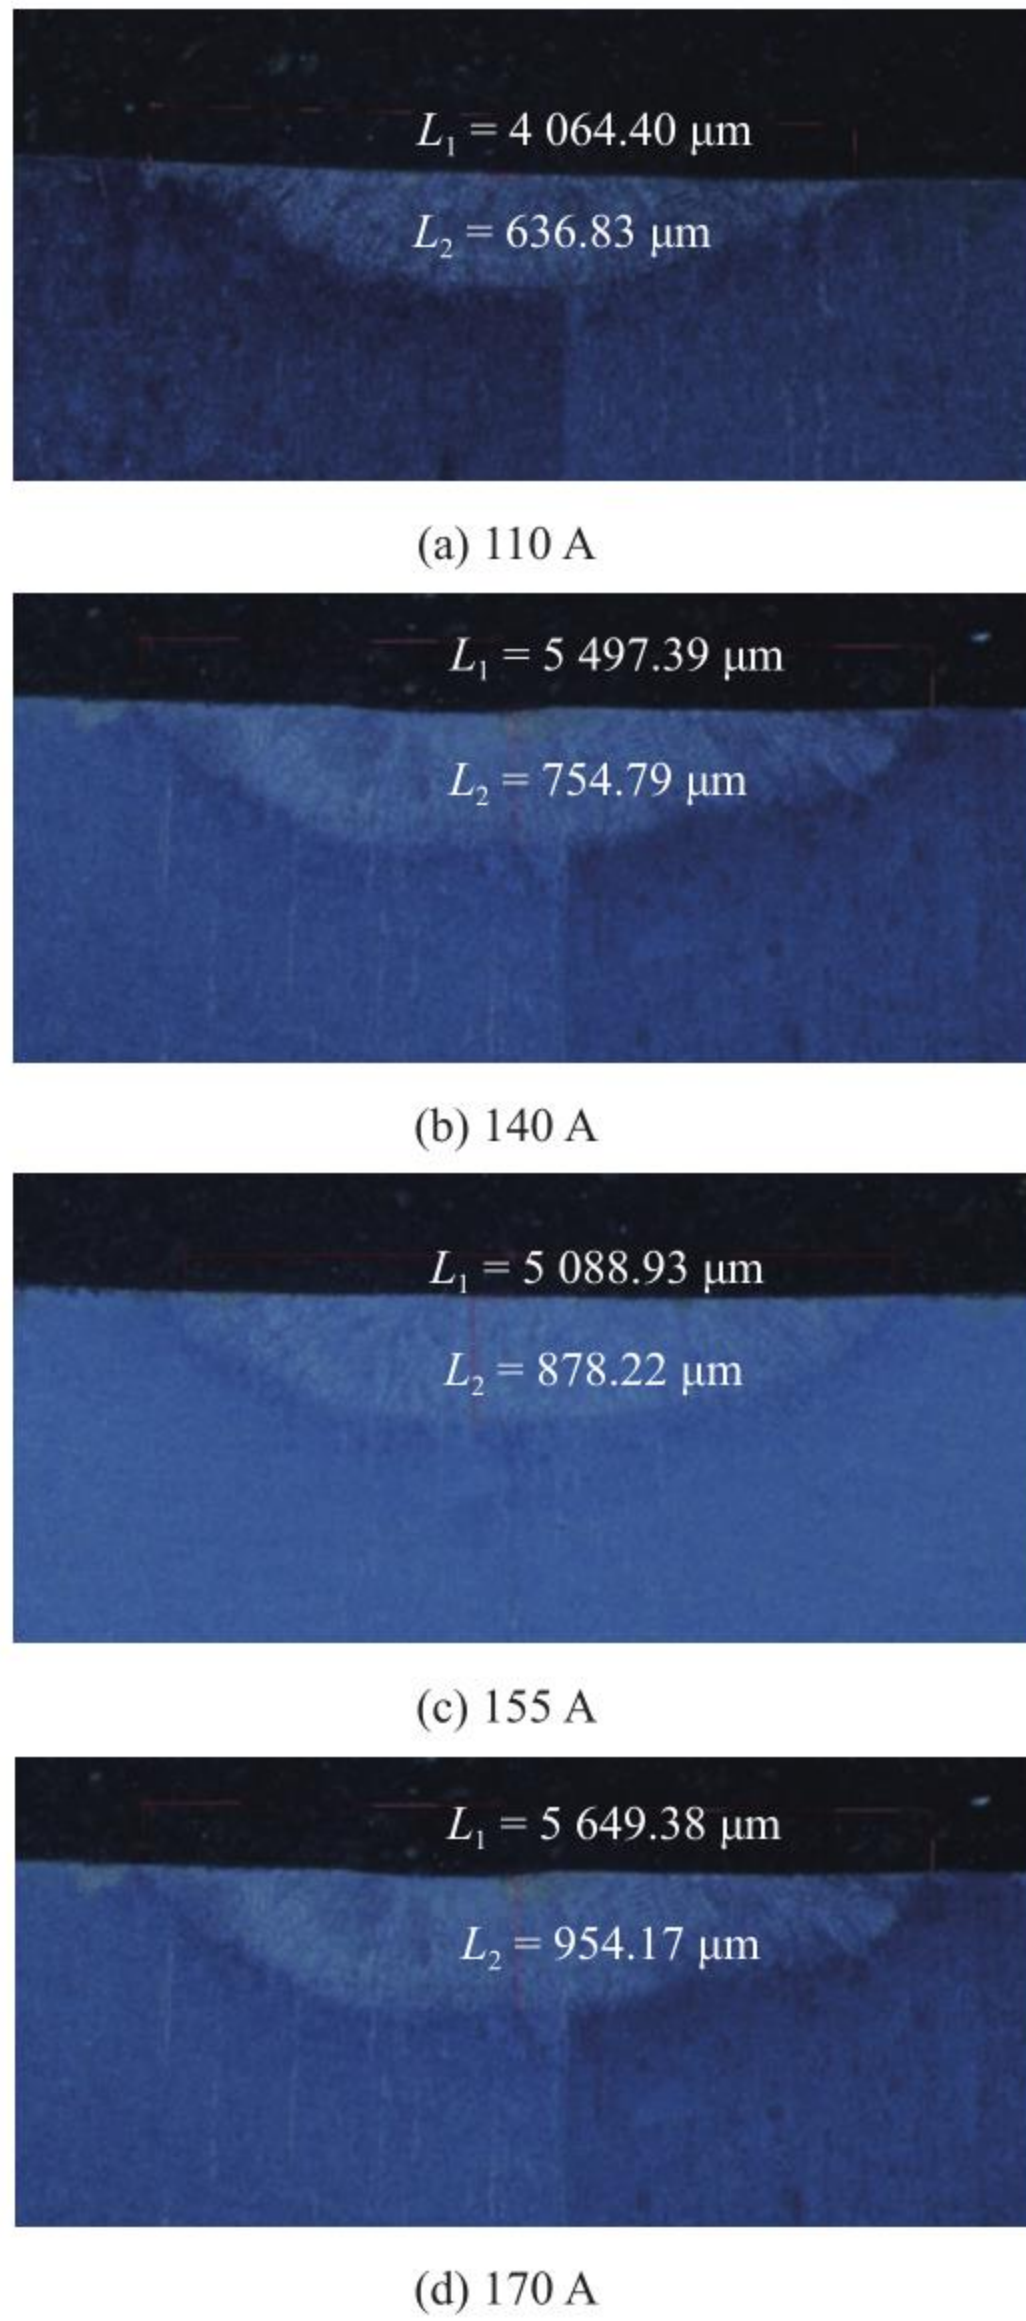 L₁ = 4 064.40 μm
L₂ = 636.83 μm
(a) 110 A
L₁ = 5 497.39 μm
L₂ = 754.79 μm
(b) 140 A
L₁ = 5 088.93 μm
L₂ = 878.22 μm
(c) 155 A
L₁ = 5 649.38 μm
L₂ = 954.17 μm
(d) 170 A